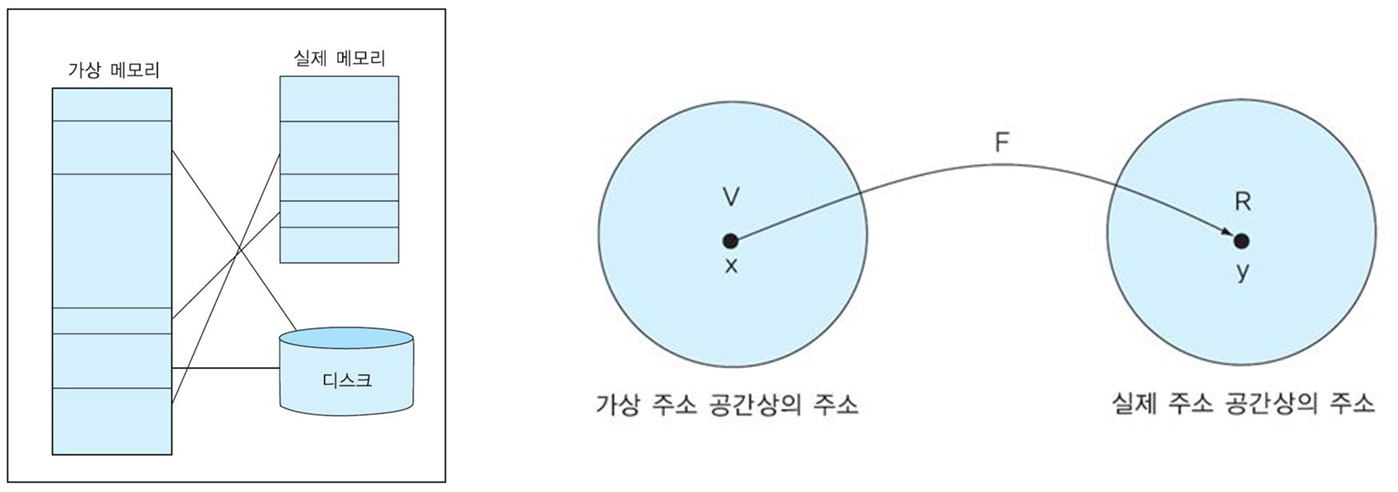 가상 메모리
실제 메모리
디스크
F
V
x
R
y
가상 주소 공간상의 주소
실제 주소 공간상의 주소